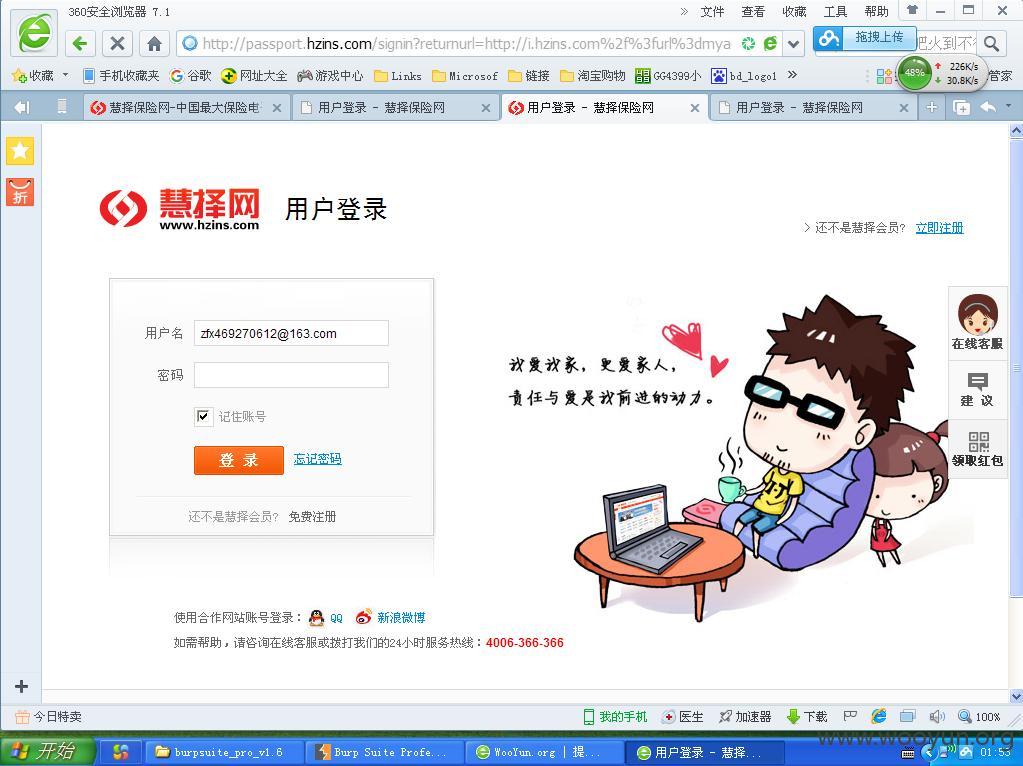 360安全浏览器 7.1
» 文件 查看 收藏 工具 帮助
http://passport.hzins.com/signin?returnurl=http://i.hzins.com%2f%3furl%3dmya
拖拽上传
把火到不
收藏 手机收藏夹 谷歌 网址大全 游戏中心 Links Microsof 链接 淘宝购物 GG4399小 bd_logo1 »
48% 226K/s
30.8K/s 管家
慧择保险网-中国最大保险电
用户登录 - 慧择保险网
用户登录 - 慧择保险网
用户登录 - 慧择保险网
折
慧择网
www.hzins.com
用户登录
还不是慧择会员? 立即注册
用户名 zfx469270612@163.com
密码
记住账号
登 录 忘记密码
还不是慧择会员? 免费注册
我爱我家，更爱家人，
责任与爱是我前进的动力。
在线客服
建 议
领取红包
使用合作网站账号登录： QQ 新浪微博
如需帮助，请咨询在线客服或拨打我们的24小时服务热线：4006-366-366
今日特卖 我的手机 医生 加速器 下载 100%
www.wooyun.org
开始 burpsuite_pro_v1.6 Burp Suite Profe... WooYun.org | 提... 用户登录 - 慧择... 01:53